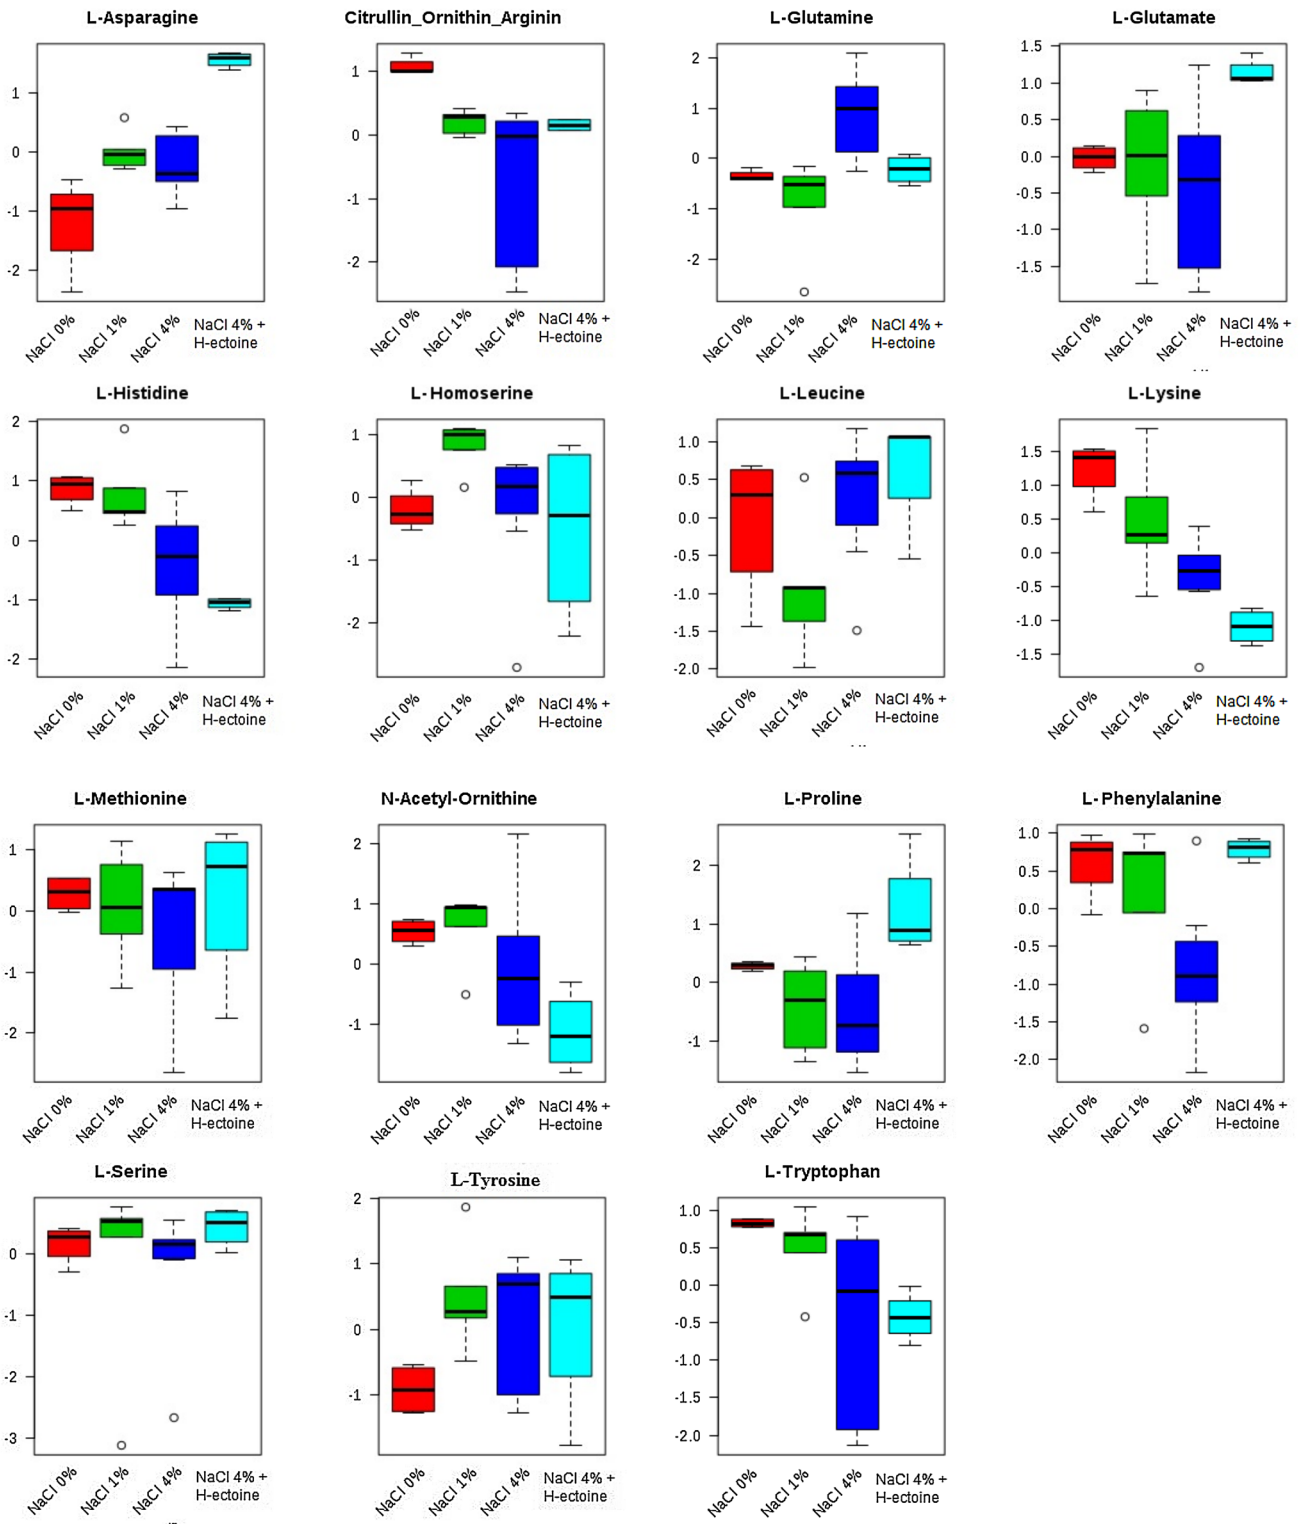 L-Asparagine
Citrullin_Ornithin_Arginin
L-Glutamine
L-Glutamate
1
0
-1
-2
1
0
-1
-2
2
1
0
-1
-2
1.5
1.0
0.5
0.0
-0.5
-1.0
-1.5
NaCl 0%
NaCl 1%
NaCl 4%
NaCl 4% +
H-ectoine
NaCl 0%
NaCl 1%
NaCl 4%
NaCl 4% +
H-ectoine
NaCl 0%
NaCl 1%
NaCl 4%
NaCl 4% +
H-ectoine
NaCl 0%
NaCl 1%
NaCl 4%
NaCl 4% +
H-ectoine
L-Histidine
L-Homoserine
L-Leucine
L-Lysine
2
1
0
-1
-2
1
0
-1
-2
1.0
0.5
0.0
-0.5
-1.0
-1.5
-2.0
1.5
1.0
0.5
0.0
-0.5
-1.0
-1.5
NaCl 0%
NaCl 1%
NaCl 4%
NaCl 4% +
H-ectoine
NaCl 0%
NaCl 1%
NaCl 4%
NaCl 4% +
H-ectoine
NaCl 0%
NaCl 1%
NaCl 4%
NaCl 4% +
H-ectoine
NaCl 0%
NaCl 1%
NaCl 4%
NaCl 4% +
H-ectoine
L-Methionine
N-Acetyl-Ornithine
L-Proline
L-Phenylalanine
1
0
-1
-2
2
1
0
-1
2
1
0
-1
1.0
0.5
0.0
-0.5
-1.0
-1.5
-2.0
NaCl 0%
NaCl 1%
NaCl 4%
NaCl 4% +
H-ectoine
NaCl 0%
NaCl 1%
NaCl 4%
NaCl 4% +
H-ectoine
NaCl 0%
NaCl 1%
NaCl 4%
NaCl 4% +
H-ectoine
NaCl 0%
NaCl 1%
NaCl 4%
NaCl 4% +
H-ectoine
L-Serine
L-Tyrosine
L-Tryptophan
0
-1
-2
-3
2
1
0
-1
1.0
0.5
0.0
-0.5
-1.0
-1.5
-2.0
NaCl 0%
NaCl 1%
NaCl 4%
NaCl 4% +
H-ectoine
NaCl 0%
NaCl 1%
NaCl 4%
NaCl 4% +
H-ectoine
NaCl 0%
NaCl 1%
NaCl 4%
NaCl 4% +
H-ectoine